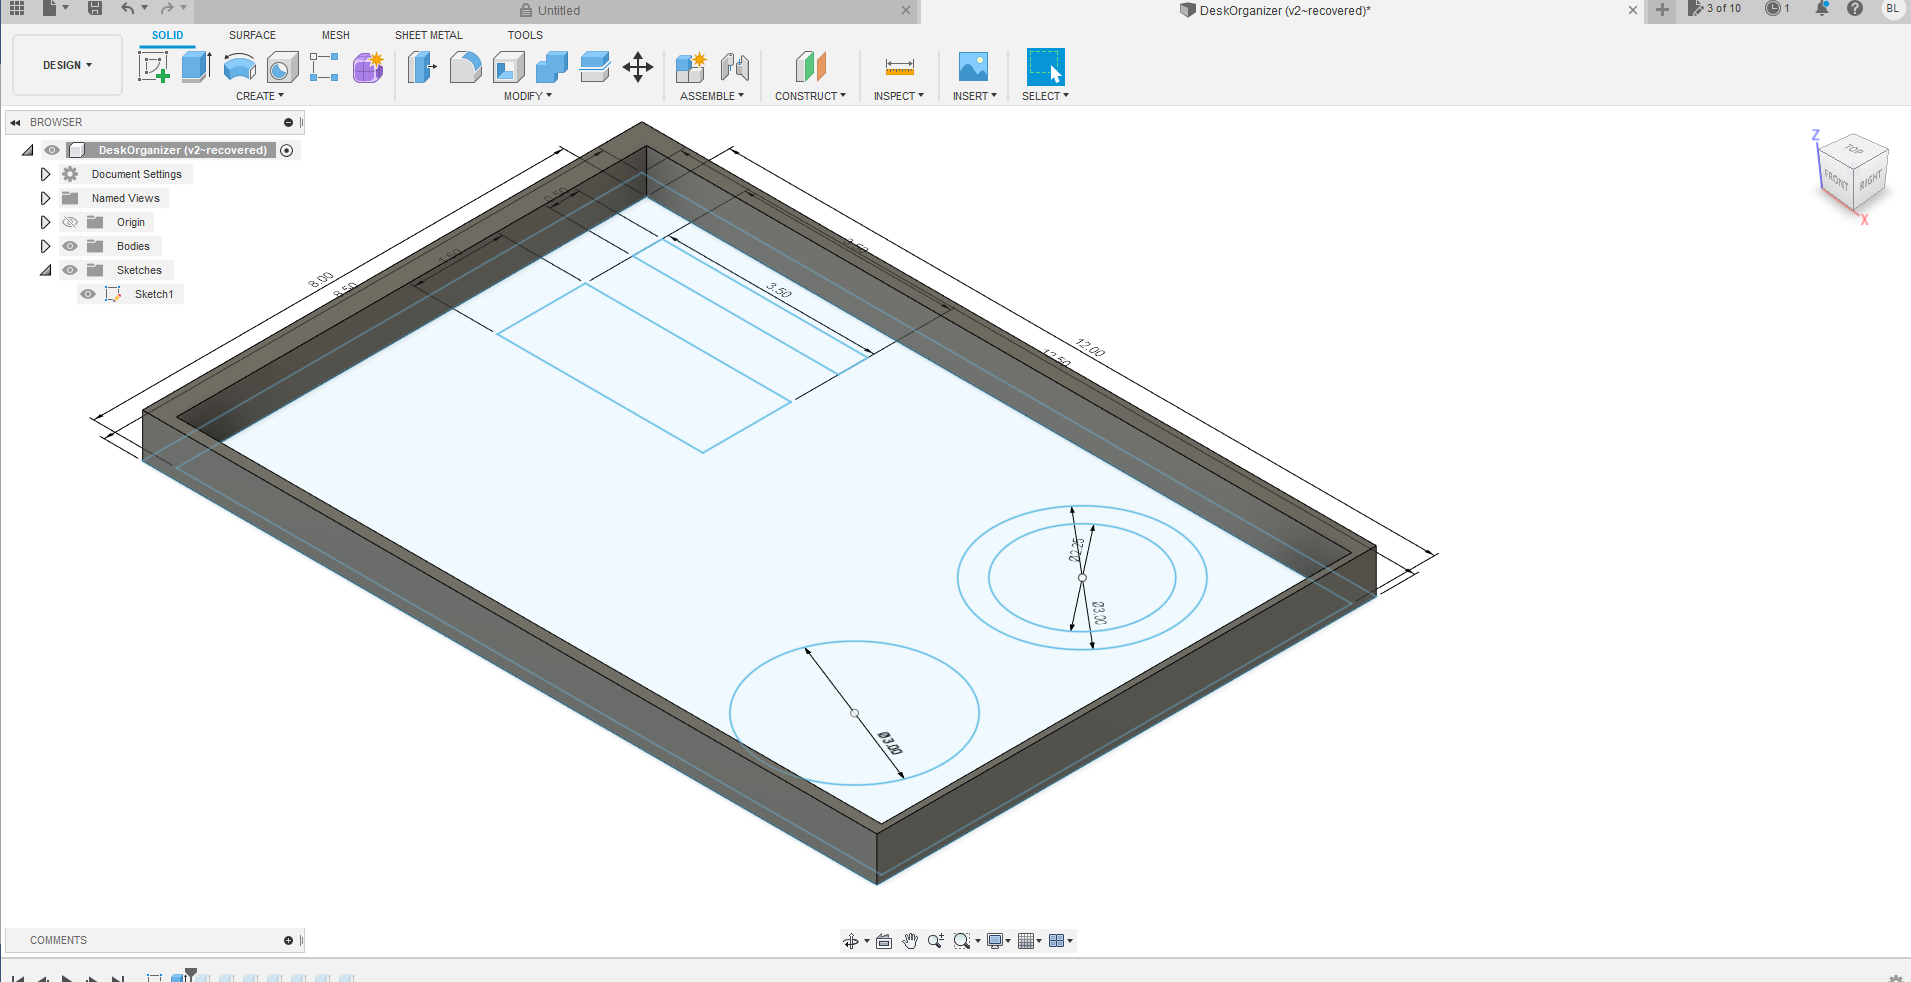 Untitled
DeskOrganizer (v2~recovered)*
3 of 10
1
BL
DESIGN
SOLID
SURFACE
MESH
SHEET METAL
TOOLS
CREATE
MODIFY
ASSEMBLE
CONSTRUCT
INSPECT
INSERT
SELECT
BROWSER
DeskOrganizer (v2~recovered)
Document Settings
Named Views
Origin
Bodies
Sketches
Sketch1
Z
TOP
FRONT
RIGHT
X
8.00
8.50
0.50
1.50
3.50
3.50
12.00
12.50
Ø2.25
Ø3.00
Ø3.00
COMMENTS